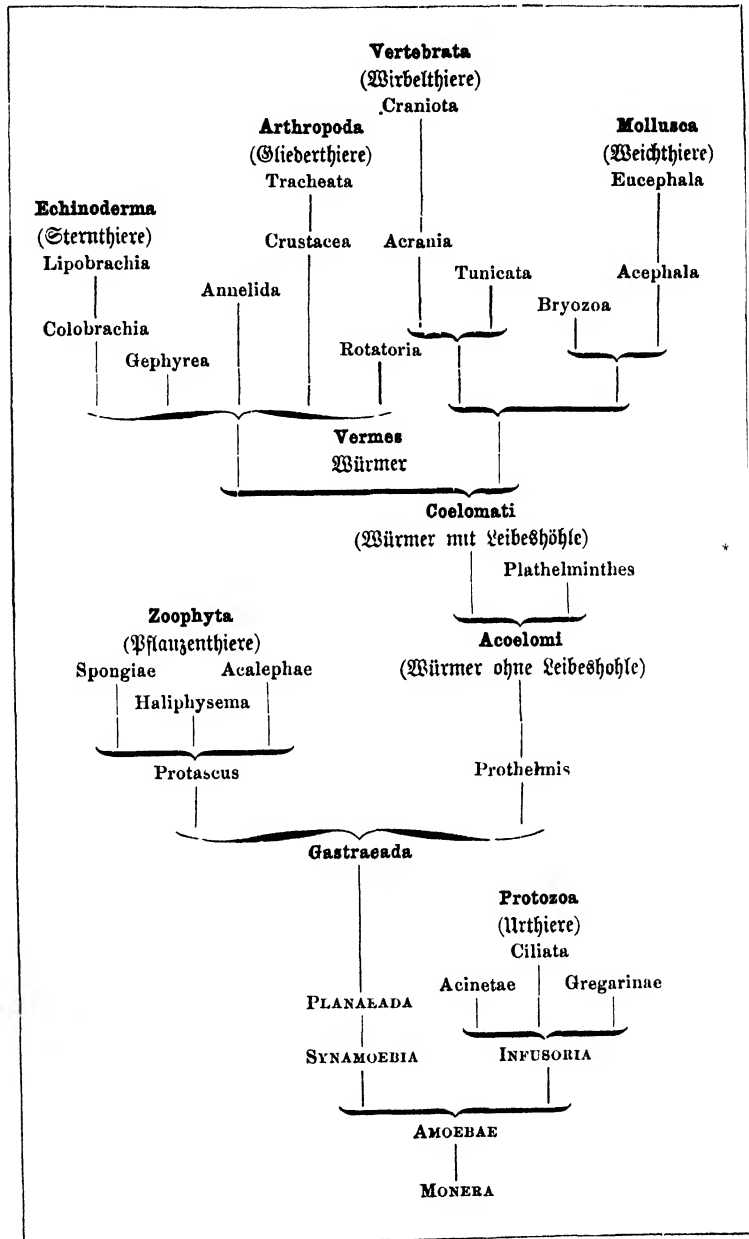 Vertebrata
(Wirbelthiere)
Craniota
Arthropoda
(Gliederthiere)
Tracheata
Mollusca
(Weichthiere)
Eucephala
Echinoderma
(Sternthiere)
Lipobrachia
Crustacea
Acrania
Tunicata
Acephala
Annelida
Bryozoa
Colobrachia
Gephyrea
Rotatoria
Vermes
Würmer
Coelomati
(Würmer mit Leibeshöhle)
Plathelminthes
Zoophyta
(Pflanzenthiere)
Spongiae
Acalephae
Haliphysema
Acoelomi
(Würmer ohne Leibeshohle)
Protascus
Prothelmis
Gastraeada
Protozoa
(Urthiere)
Ciliata
Acinetae
Gregarinae
PLANAEADA
SYNAMOEBIA
INFUSORIA
AMOEBAE
MONERA